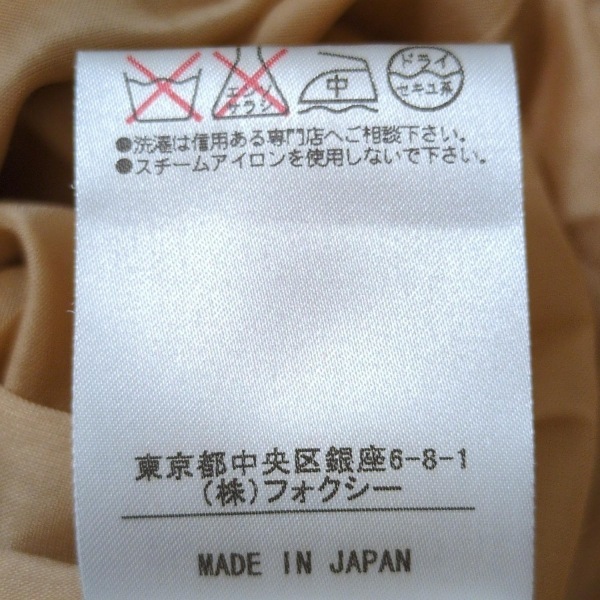 エンソ サラシ 中 ドライ セキユ系
●洗濯は信用ある専門店へご相談下さい。
●スチームアイロンを使用しないで下さい。
東京都中央区銀座6-8-1
(株)フォクシー
MADE IN JAPAN